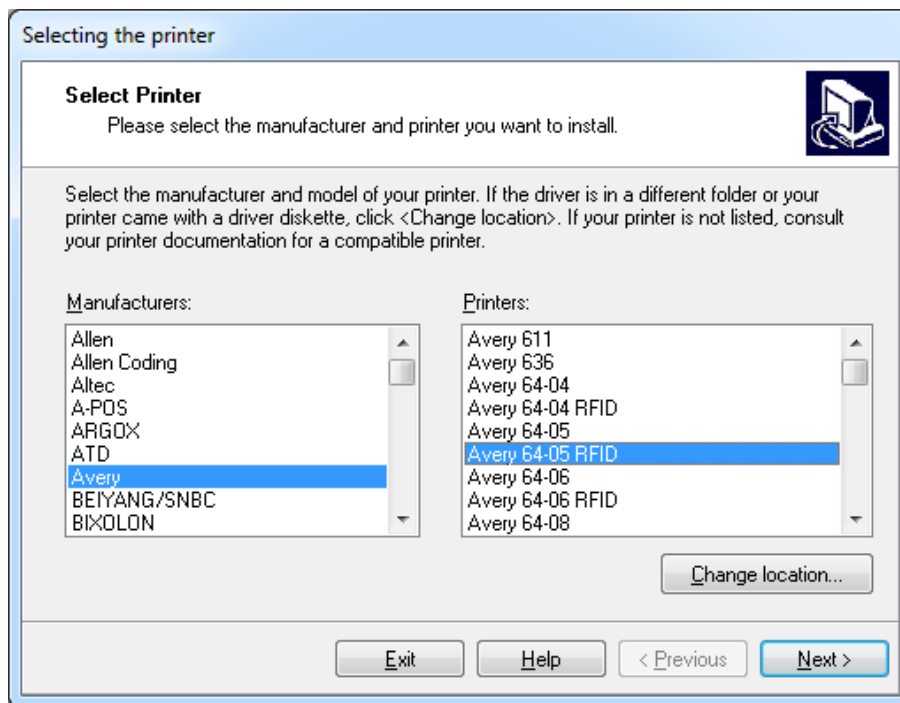 Selecting the printer
Select Printer
Please select the manufacturer and printer you want to install.
Select the manufacturer and model of your printer. If the driver is in a different folder or your
printer came with a driver diskette, click <Change location>. If your printer is not listed, consult
your printer documentation for a compatible printer.
Manufacturers:
Allen
Allen Coding
Altec
A-POS
ARGOX
ATD
Avery
BEIYANG/SNBC
BIXOLON
Printers:
Avery 611
Avery 636
Avery 64-04
Avery 64-04 RFID
Avery 64-05
Avery 64-05 RFID
Avery 64-06
Avery 64-06 RFID
Avery 64-08
Change location...
Exit
Help
< Previous
Next >